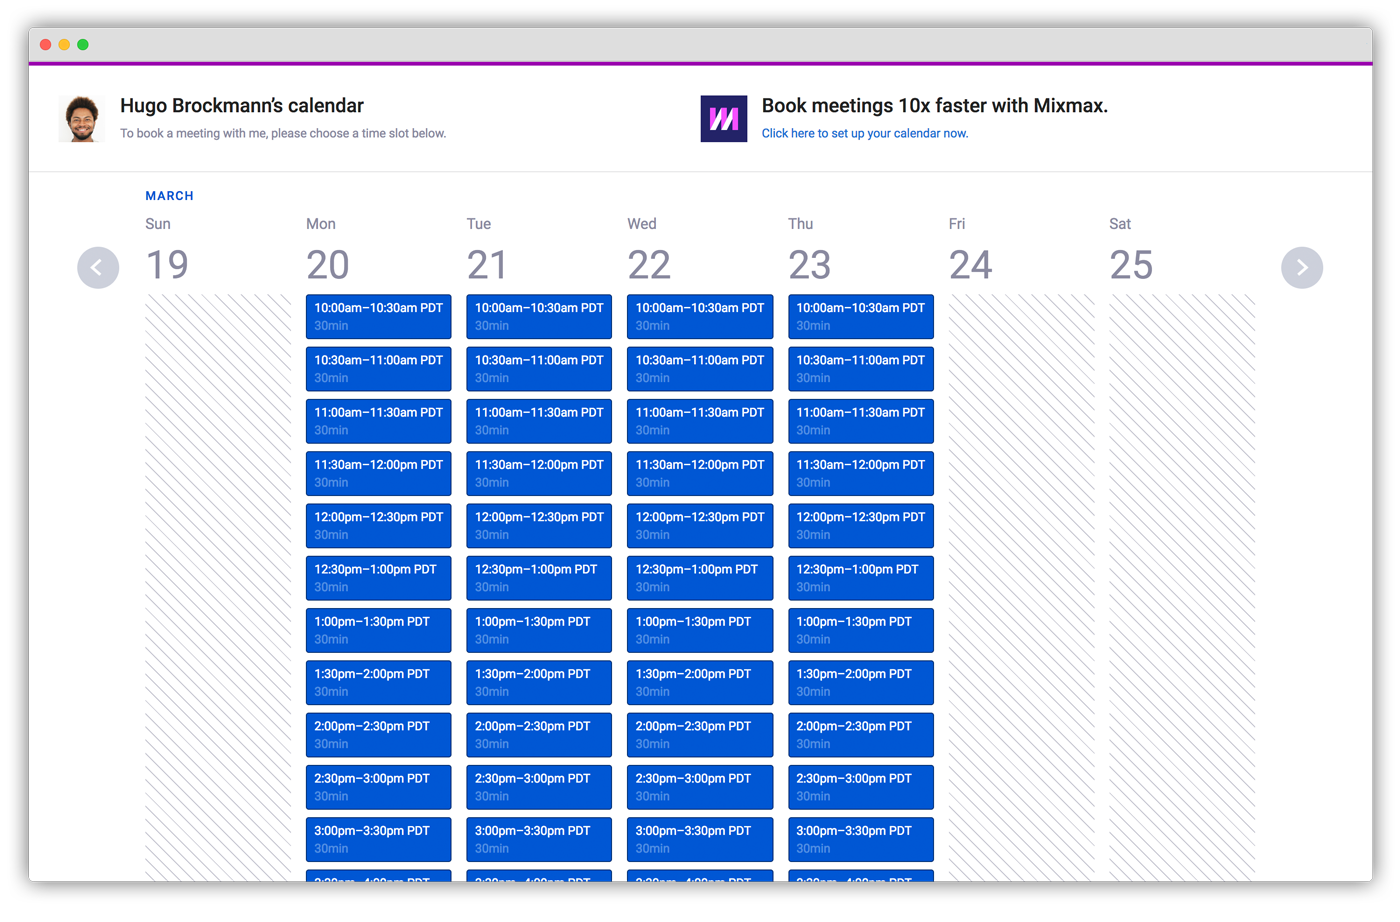 Hugo Brockmann's calendar
To book a meeting with me, please choose a time slot below.
Book meetings 10x faster with Mixmax.
Click here to set up your calendar now.
MARCH
Sun Mon Tue Wed Thu Fri Sat
19 20 21 22 23 24 25
10:00am–10:30am PDT 10:00am–10:30am PDT 10:00am–10:30am PDT 10:00am–10:30am PDT
30min 30min 30min 30min
10:30am–11:00am PDT 10:30am–11:00am PDT 10:30am–11:00am PDT 10:30am–11:00am PDT
30min 30min 30min 30min
11:00am–11:30am PDT 11:00am–11:30am PDT 11:00am–11:30am PDT 11:00am–11:30am PDT
30min 30min 30min 30min
11:30am–12:00pm PDT 11:30am–12:00pm PDT 11:30am–12:00pm PDT 11:30am–12:00pm PDT
30min 30min 30min 30min
12:00pm–12:30pm PDT 12:00pm–12:30pm PDT 12:00pm–12:30pm PDT 12:00pm–12:30pm PDT
30min 30min 30min 30min
12:30pm–1:00pm PDT 12:30pm–1:00pm PDT 12:30pm–1:00pm PDT 12:30pm–1:00pm PDT
30min 30min 30min 30min
1:00pm–1:30pm PDT 1:00pm–1:30pm PDT 1:00pm–1:30pm PDT 1:00pm–1:30pm PDT
30min 30min 30min 30min
1:30pm–2:00pm PDT 1:30pm–2:00pm PDT 1:30pm–2:00pm PDT 1:30pm–2:00pm PDT
30min 30min 30min 30min
2:00pm–2:30pm PDT 2:00pm–2:30pm PDT 2:00pm–2:30pm PDT 2:00pm–2:30pm PDT
30min 30min 30min 30min
2:30pm–3:00pm PDT 2:30pm–3:00pm PDT 2:30pm–3:00pm PDT 2:30pm–3:00pm PDT
30min 30min 30min 30min
3:00pm–3:30pm PDT 3:00pm–3:30pm PDT 3:00pm–3:30pm PDT 3:00pm–3:30pm PDT
30min 30min 30min 30min